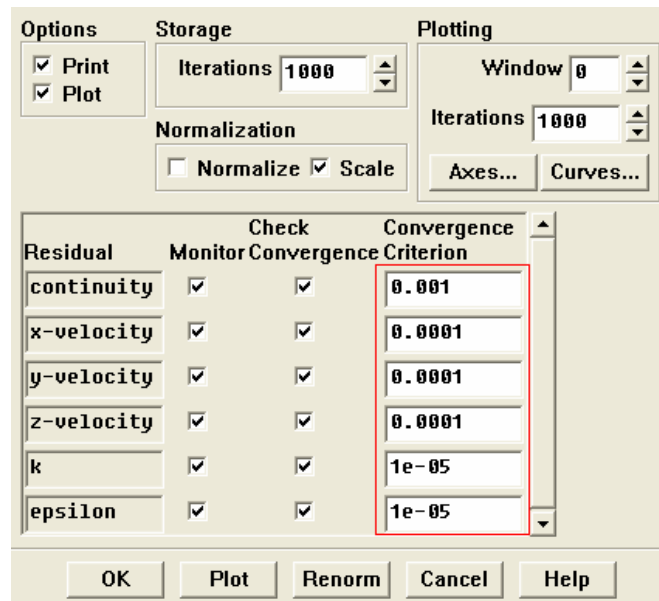 Options Storage Plotting
Print Iterations 1000 Window 0
Plot
Iterations 1000
Normalization
Normalize Scale Axes... Curves...
Check Convergence
Residual Monitor Convergence Criterion
continuity 0.001
x-velocity 0.0001
y-velocity 0.0001
z-velocity 0.0001
k 1e-05
epsilon 1e-05
OK Plot Renorm Cancel Help